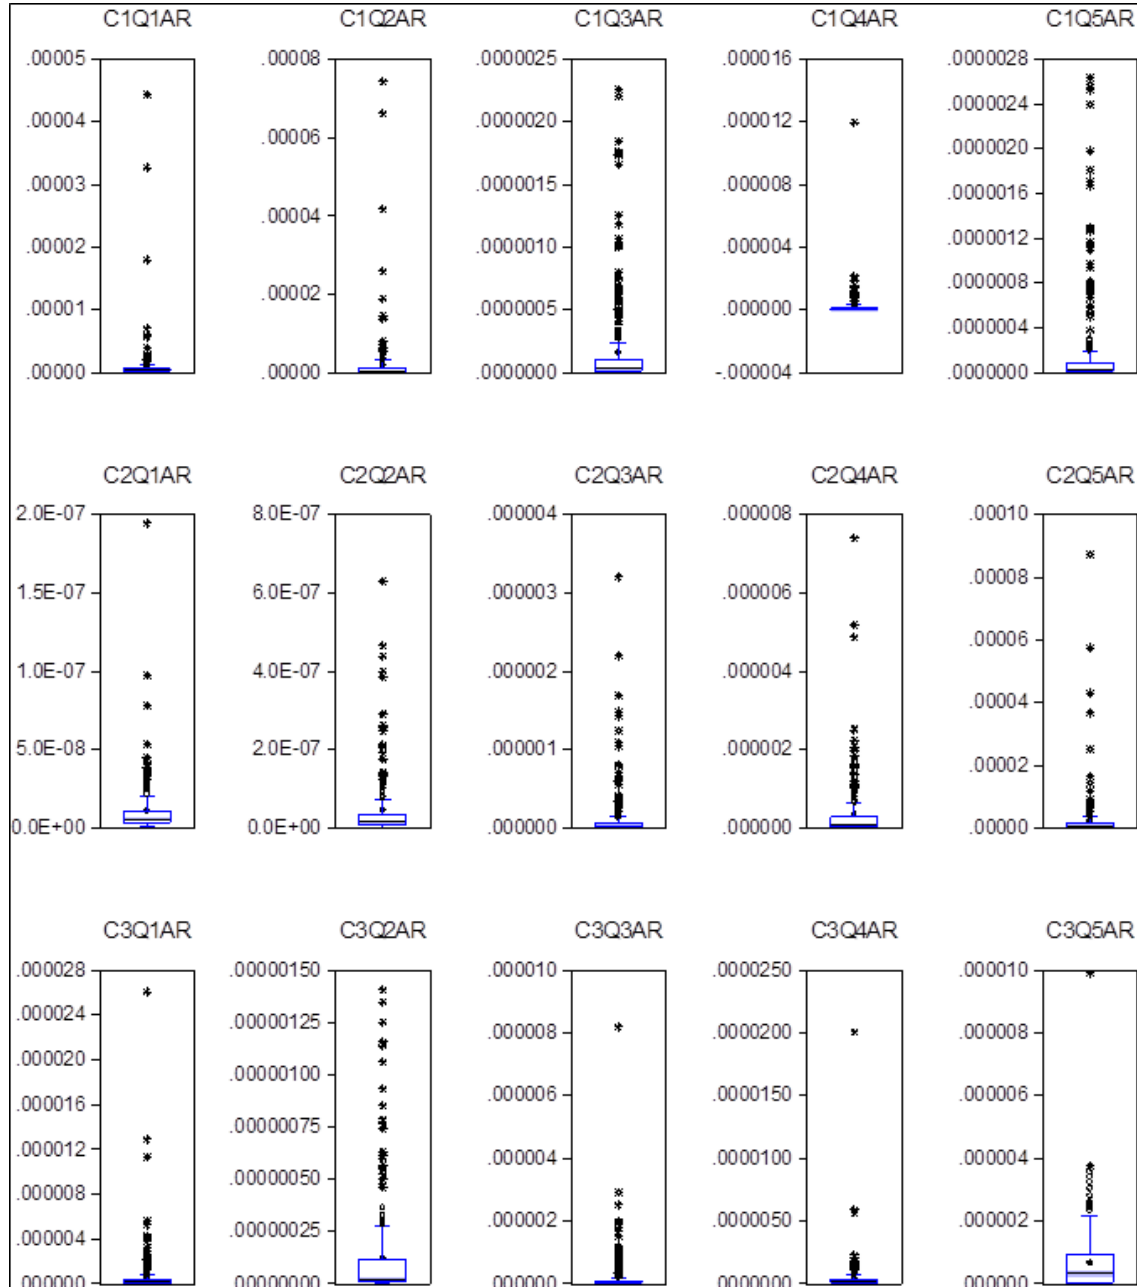 C1Q1AR C1Q2AR C1Q3AR C1Q4AR C1Q5AR
.00005 .00008 .0000025 .000016 .0000028
.00004 .00006 .0000020 .000012 .0000024
.00003 .00004 .0000015 .000008 .0000020
.00002 .00002 .0000010 .000004 .0000016
.00001 .00000 .0000005 .000000 .0000012
.00000 .0000000 -.000004 .0000008
.0000004
.0000000
C2Q1AR C2Q2AR C2Q3AR C2Q4AR C2Q5AR
2.0E-07 8.0E-07 .000004 .000008 .00010
1.5E-07 6.0E-07 .000003 .000006 .00008
1.0E-07 4.0E-07 .000002 .000004 .00006
5.0E-08 2.0E-07 .000001 .000002 .00004
0.0E+00 0.0E+00 .000000 .000000 .00002
.00000
C3Q1AR C3Q2AR C3Q3AR C3Q4AR C3Q5AR
.000028 .00000150 .000010 .0000250 .000010
.000024 .00000125 .000008 .0000200 .000008
.000020 .00000100 .000006 .0000150 .000006
.000016 .00000075 .000004 .0000100 .000004
.000012 .00000050 .000002 .0000050 .000002
.000008 .00000025 .000000 .0000000 .000000
.000004 .00000000
.000000